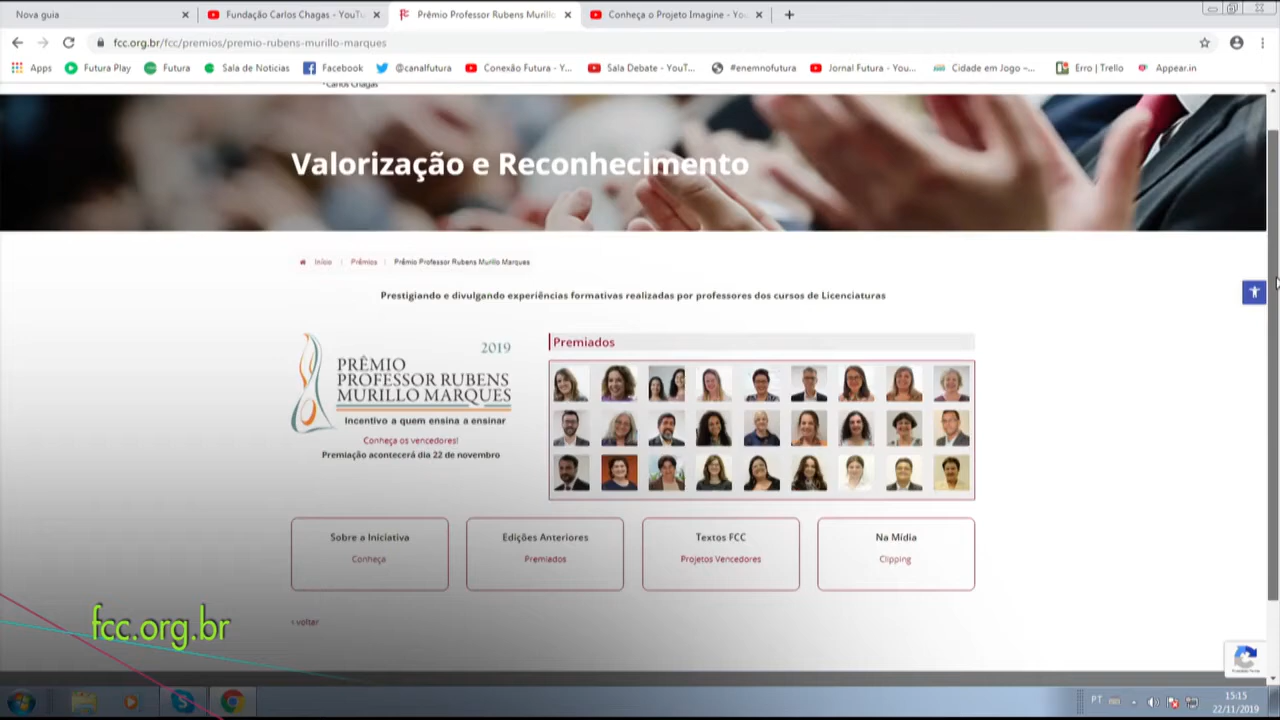 Nova guia
Fundação Carlos Chagas - YouTu
Prêmio Professor Rubens Murillo
Conheça o Projeto Imagine - Yo
fcc.org.br/fcc/premios/premio-rubens-murillo-marques
Apps
Futura Play
Futura
Sala de Noticias
Facebook
@canalfutura
Conexão Futura - Y...
Sala Debate - YouT...
#enemnofutura
Jornal Futura - You...
Cidade em Jogo –...
Erro | Trello
Appear.in
Carlos Chagas
Valorização e Reconhecimento
Início | Prêmios | Prêmio Professor Rubens Murillo Marques
Prestigiando e divulgando experiências formativas realizadas por professores dos cursos de Licenciaturas
2019
PRÊMIO
PROFESSOR RUBENS
MURILLO MARQUES
Incentivo a quem ensina a ensinar
Conheça os vencedores!
Premiação acontecerá dia 22 de novembro
Premiados
Sobre a Iniciativa
Conheça
Edições Anteriores
Premiados
Textos FCC
Projetos Vencedores
Na Mídia
Clipping
‹ voltar
fcc.org.br
PT
15:15
22/11/2019